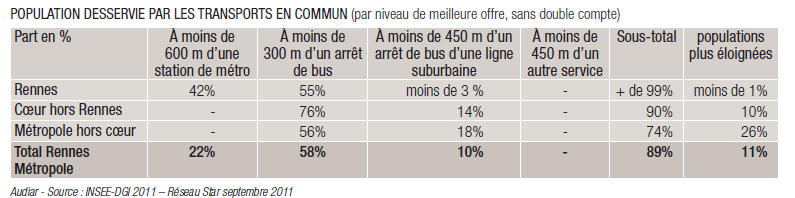 POPULATION DESSERVIE PAR LES TRANSPORTS EN COMMUN (par niveau de meilleure offre, sans double compte)
Part en % À moins de 600 m d’une station de métro À moins de 300 m d’un arrêt de bus À moins de 450 m d’un arrêt de bus d’une ligne suburbaine À moins de 450 m d’un autre service Sous-total populations plus éloignées
Rennes 42% 55% moins de 3 % - + de 99% moins de 1%
Cœur hors Rennes - 76% 14% - 90% 10%
Métropole hors cœur - 56% 18% - 74% 26%
Total Rennes Métropole 22% 58% 10% - 89% 11%
Audiar - Source : INSEE-DGI 2011 – Réseau Star septembre 2011